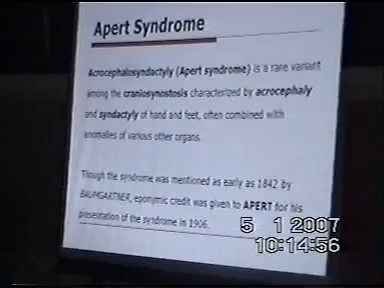 Apert Syndrome
Acrocephalosyndactyly (Apert syndrome) is a rare variant
among the craniosynostosis characterized by acrocephaly
and syndactyly of hand and feet, often combined with
anomalies of various other organs.
Though the syndrome was mentioned as early as 1842 by
BAUMGARTNER, eponymic credit was given to APERT for his
presentation of the syndrome in 1906.
5 1 2007
10:14:56